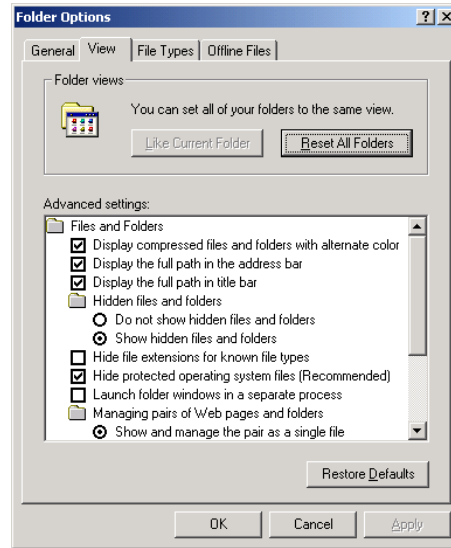 Folder Options
General
View
File Types
Offline Files
Folder views
You can set all of your folders to the same view.
Like Current Folder
Reset All Folders
Advanced settings:
Files and Folders
Display compressed files and folders with alternate color
Display the full path in the address bar
Display the full path in title bar
Hidden files and folders
Do not show hidden files and folders
Show hidden files and folders
Hide file extensions for known file types
Hide protected operating system files (Recommended)
Launch folder windows in a separate process
Managing pairs of Web pages and folders
Show and manage the pair as a single file
Restore Defaults
OK
Cancel
Apply